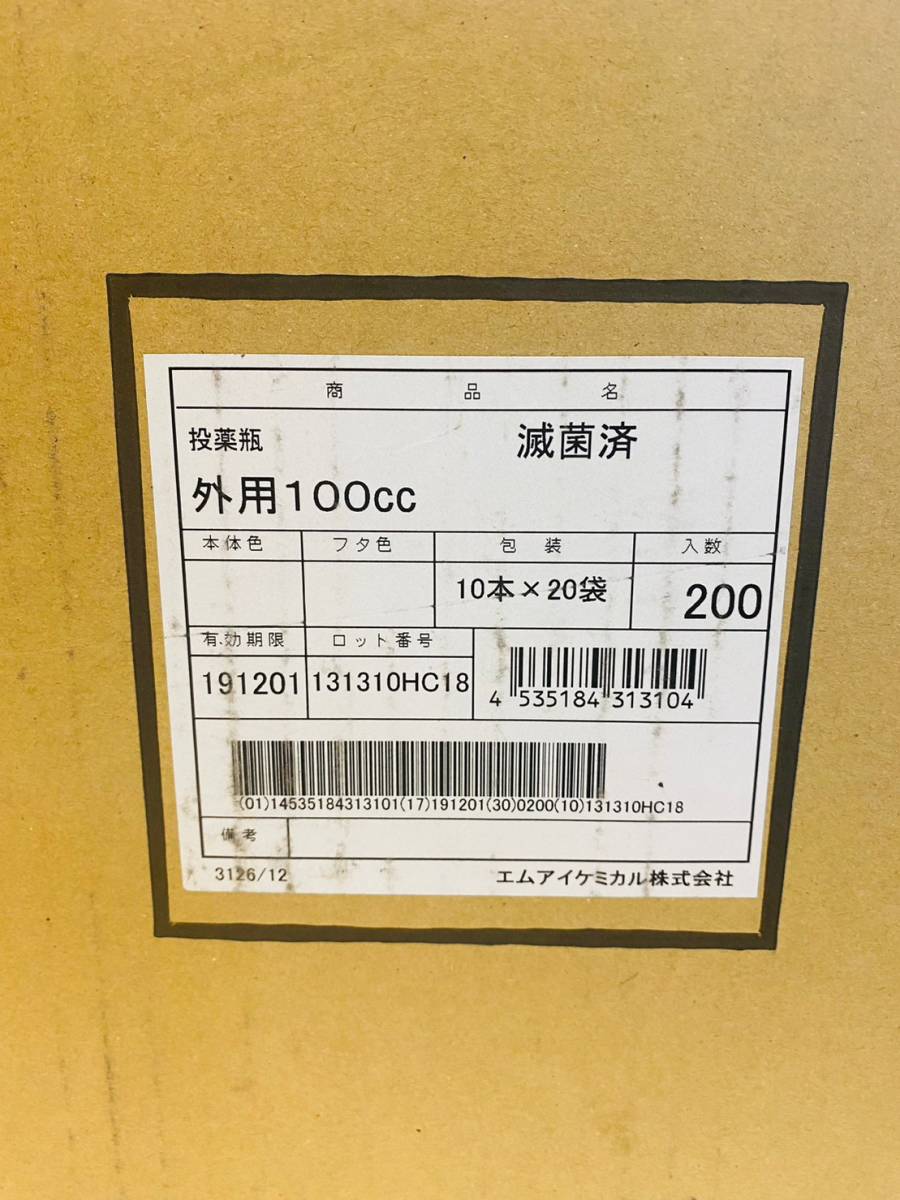 商品名
投薬瓶 滅菌済
外用100cc
本体色 フタ色 包装 入数
10本×20袋 200
有効期限 ロット番号
191201 131310HC18
4 535184 313104
(01)14535184313101(17)191201(30)0200(10)131310HC18
備考
3126/12 エムアイケミカル株式会社